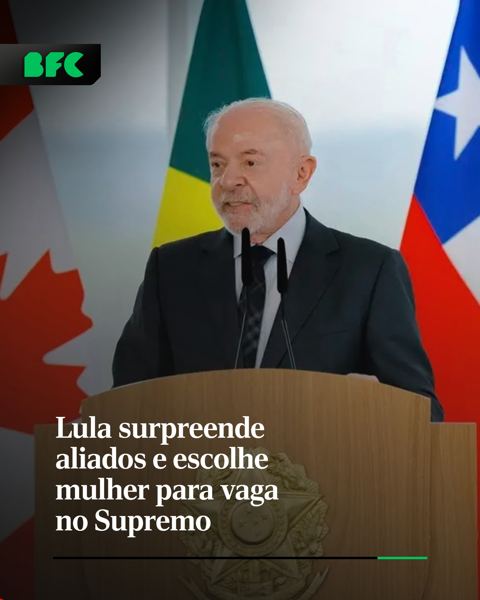 BFC
Lula surpreende
aliados e escolhe
mulher para vaga
no Supremo